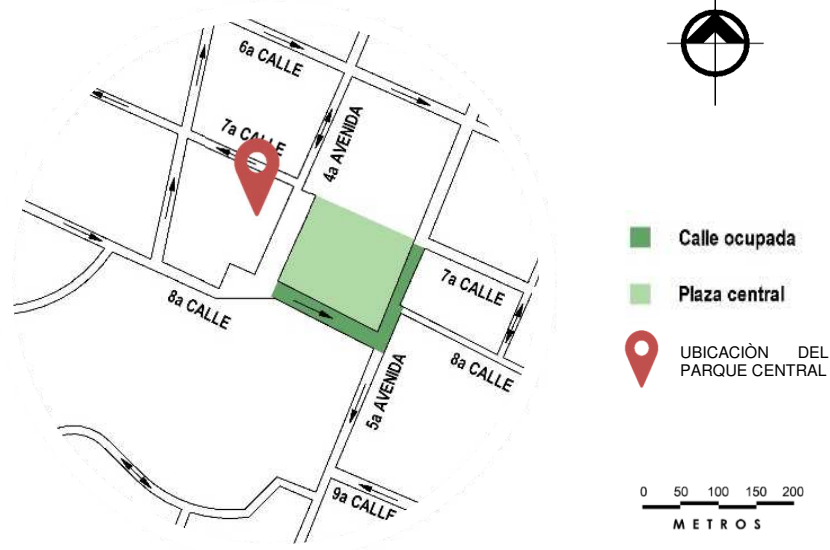 6a CALLE
7a CALLE
4a AVENIDA
8a CALLE
7a CALLE
8a CALLE
5a AVENIDA
9a CALLE
Calle ocupada
Plaza central
UBICACIÒN DEL
PARQUE CENTRAL
0 50 100 150 200
METROS